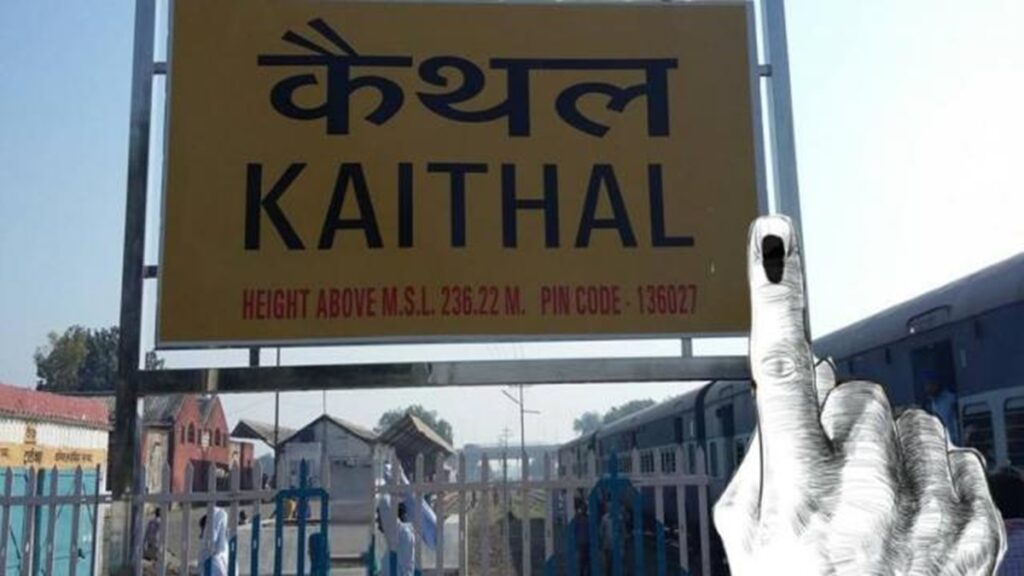 कैथल
KAITHAL
HEIGHT ABOVE M.S.L. 236.22 M. PIN CODE - 136027